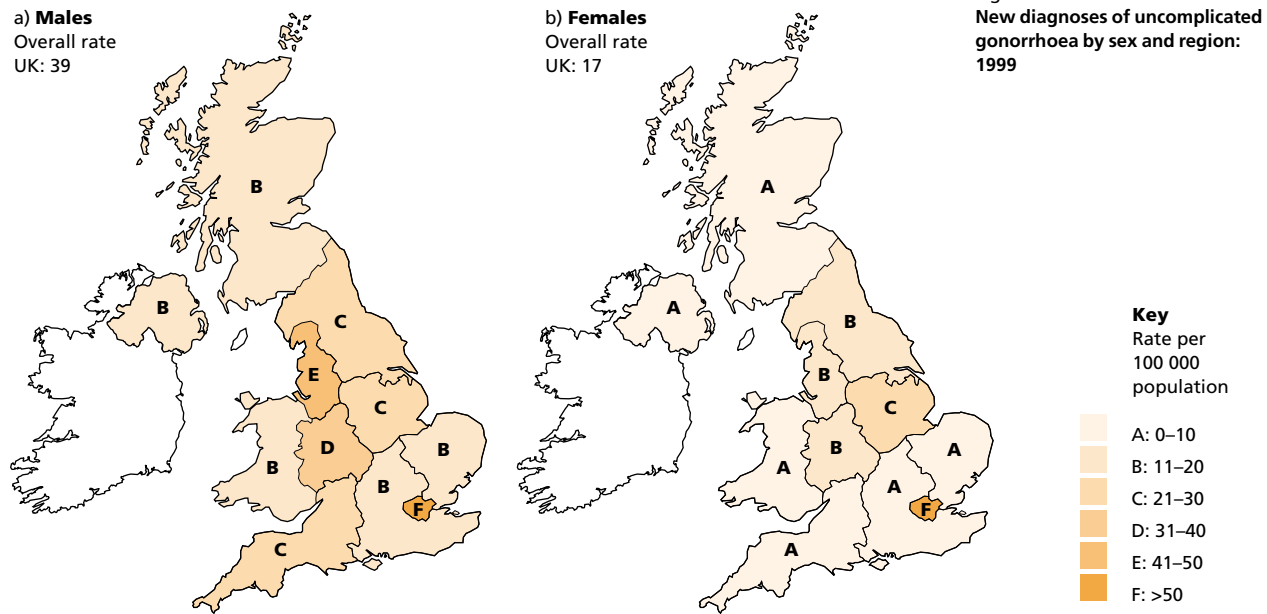 a) Males
Overall rate
UK: 39
B
B
C
E
C
D
B
B
B
F
C
b) Females
Overall rate
UK: 17
A
A
B
B
C
B
A
A
A
F
A
New diagnoses of uncomplicated
gonorrhoea by sex and region:
1999
Key
Rate per
100 000
population
A: 0–10
B: 11–20
C: 21–30
D: 31–40
E: 41–50
F: >50